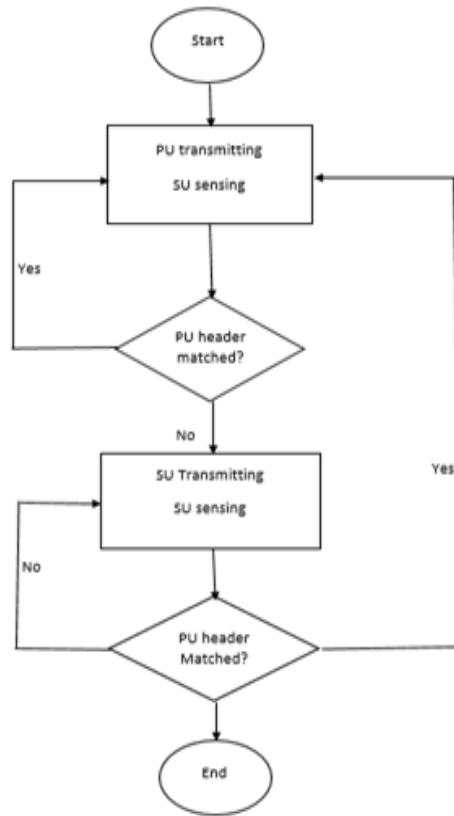 Start
PU transmitting
SU sensing
Yes
PU header
matched?
No
SU Transmitting
SU sensing
Yes
No
PU header
Matched?
End